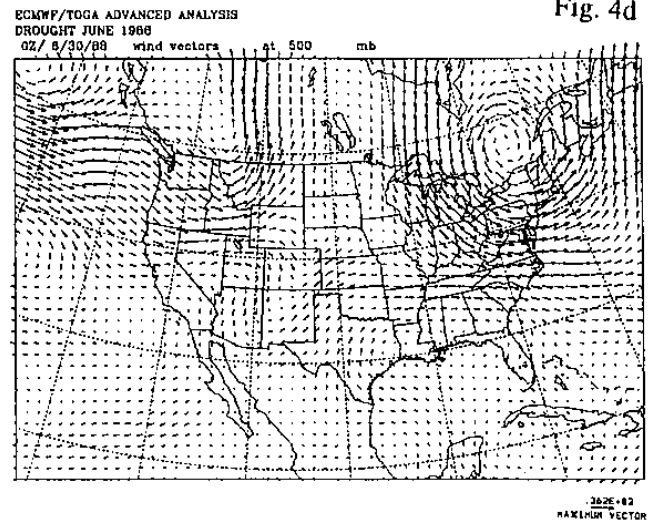 ECMWF/TOGA ADVANCED ANALYSIS
Fig. 4d
DROUGHT JUNE 1988
0Z/ 6/30/88 wind vectors at 500 mb
.362E+02
MAXIMUM VECTOR